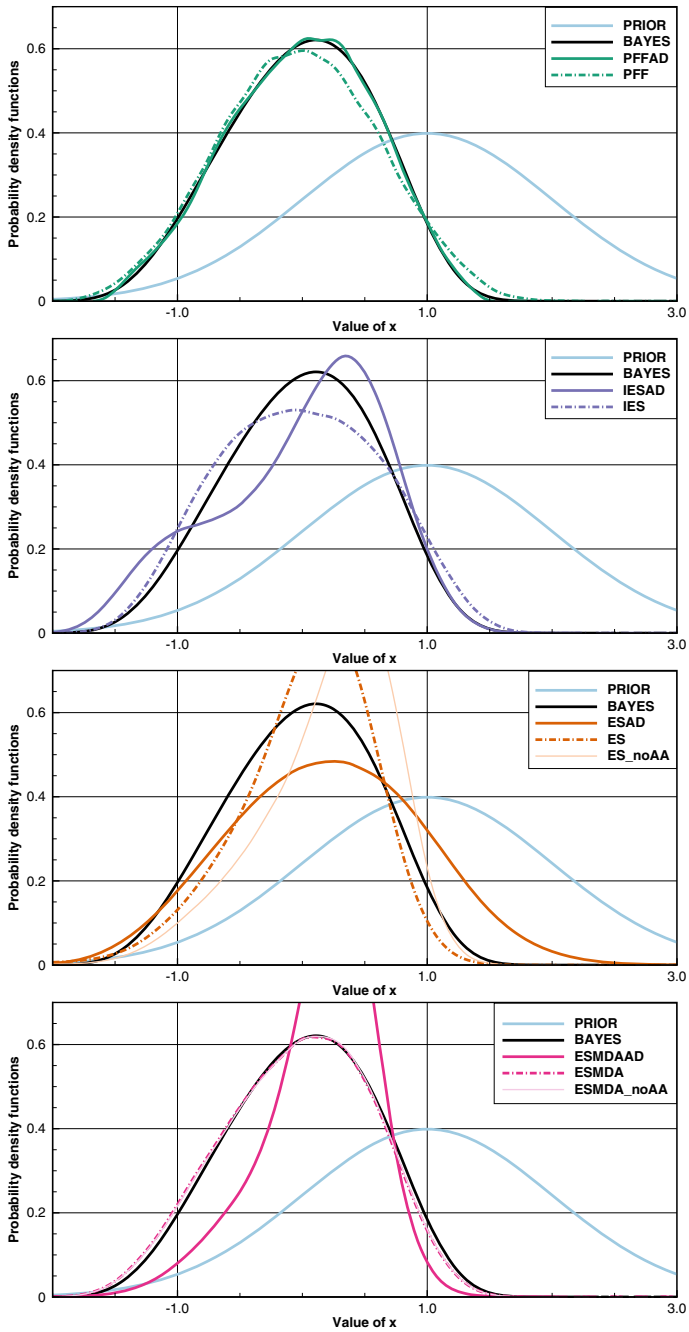 Probability density functions
0.6
0.4
0.2
0
-1.0
1.0
3.0
Value of x
PRIOR
BAYES
PFFAD
PFF
Probability density functions
0.6
0.4
0.2
0
-1.0
1.0
3.0
Value of x
PRIOR
BAYES
IESAD
IES
Probability density functions
0.6
0.4
0.2
0
-1.0
1.0
3.0
Value of x
PRIOR
BAYES
ESAD
ES
ES_noAA
Probability density functions
0.6
0.4
0.2
0
-1.0
1.0
3.0
Value of x
PRIOR
BAYES
ESMDAAD
ESMDA
ESMDA_noAA